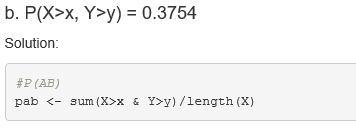 b. P(X>x, Y>y) = 0.3754
Solution:
#P(AB)
pab <- sum(X>x & Y>y)/length(X)